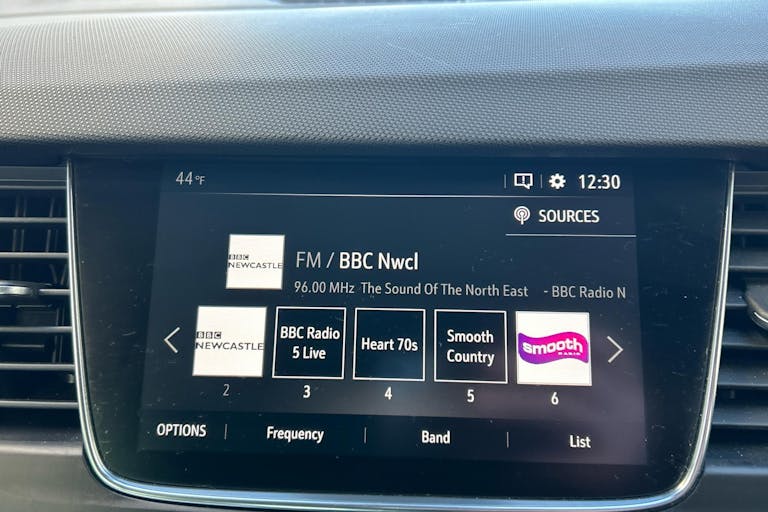 44°F
12:30
SOURCES
BBC
NEWCASTLE
FM / BBC Nwcl
96.00 MHz The Sound Of The North East - BBC Radio N
BBC
NEWCASTLE
BBC Radio
5 Live
Heart 70s
Smooth
Country
smooth
RADIO
2
3
4
5
6
OPTIONS
Frequency
Band
List